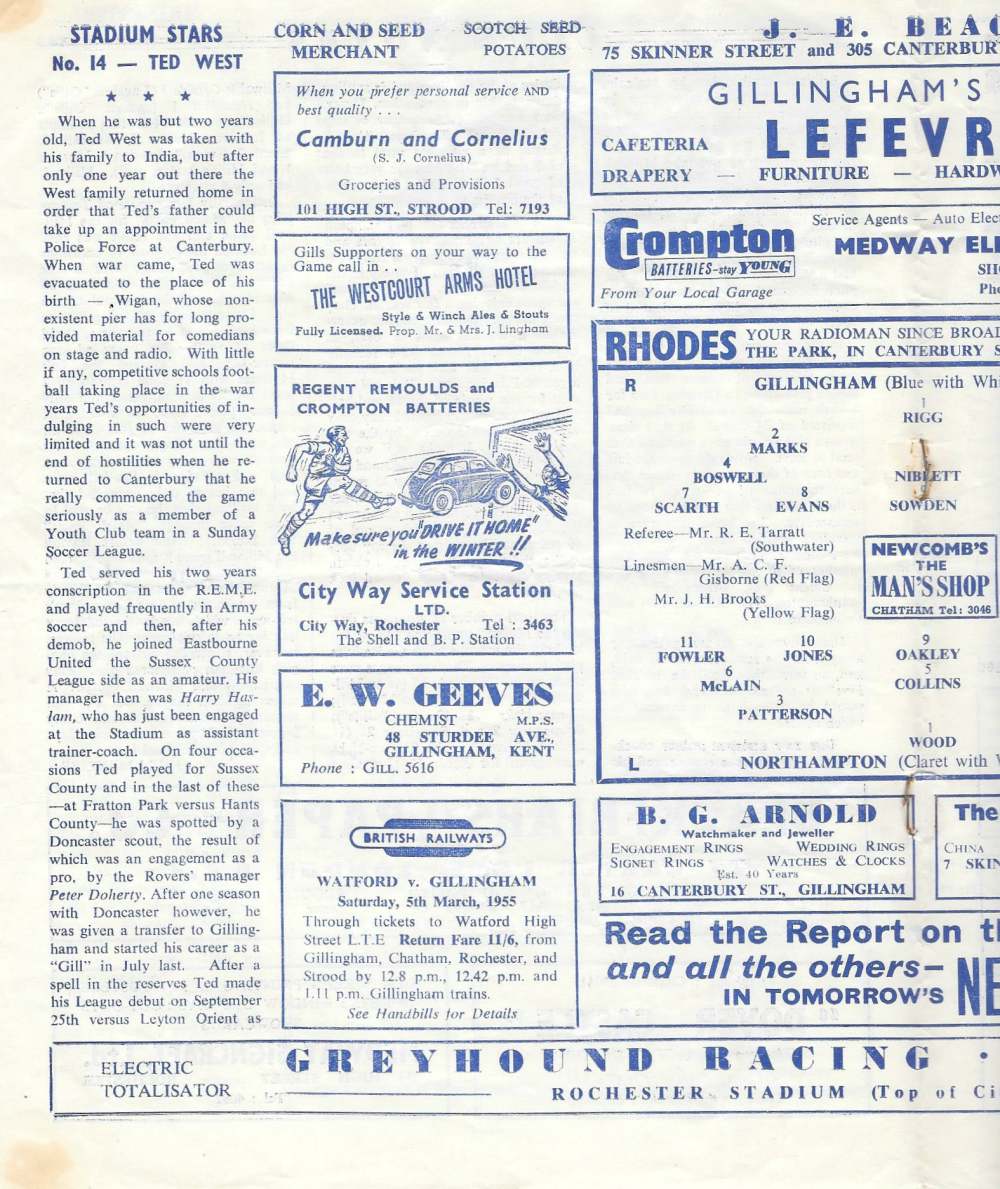 STADIUM STARS
No. 14 — TED WEST
★ ★ ★
When he was but two years
old, Ted West was taken with
his family to India, but after
only one year out there the
West family returned home in
order that Ted's father could
take up an appointment in the
Police Force at Canterbury.
When war came, Ted was
evacuated to the place of his
birth — Wigan, whose non-
existent pier has for long pro-
vided material for comedians
on stage and radio. With little
if any, competitive schools foot-
ball taking place in the war
years Ted's opportunities of in-
dulging in such were very
limited and it was not until the
end of hostilities when he re-
turned to Canterbury that he
really commenced the game
seriously as a member of a
Youth Club team in a Sunday
Soccer League.
Ted served his two years
conscription in the R.E.M.E.
and played frequently in Army
soccer and then, after his
demob, he joined Eastbourne
United the Sussex County
League side as an amateur. His
manager then was Harry Has-
lam, who has just been engaged
at the Stadium as assistant
trainer-coach. On four occa-
sions Ted played for Sussex
County and in the last of these
—at Fratton Park versus Hants
County—he was spotted by a
Doncaster scout, the result of
which was an engagement as a
pro, by the Rovers' manager
Peter Doherty. After one season
with Doncaster however, he
was given a transfer to Gilling-
ham and started his career as a
"Gill" in July last. After a
spell in the reserves Ted made
his League debut on September
25th versus Leyton Orient as
CORN AND SEED
MERCHANT
SCOTCH SEED
POTATOES
When you prefer personal service AND
best quality . . .
Camburn and Cornelius
(S. J. Cornelius)
Groceries and Provisions
101 HIGH ST., STROOD Tel: 7193
Gills Supporters on your way to the
Game call in . .
THE WESTCOURT ARMS HOTEL
Style & Winch Ales & Stouts
Fully Licensed. Prop. Mr. & Mrs. J. Lingham
REGENT REMOULDS and
CROMPTON BATTERIES
Make sure you "DRIVE IT HOME"
in the WINTER !!
City Way Service Station
LTD.
City Way, Rochester Tel : 3463
The Shell and B. P. Station
E. W. GEEVES
CHEMIST M.P.S.
48 STURDEE AVE.,
GILLINGHAM, KENT
Phone : GILL. 5616
BRITISH RAILWAYS
WATFORD v. GILLINGHAM
Saturday, 5th March, 1955
Through tickets to Watford High
Street L.T.E Return Fare 11/6, from
Gillingham, Chatham, Rochester, and
Strood by 12.8 p.m., 12.42 p.m. and
1.11 p.m. Gillingham trains.
See Handbills for Details
J. E. BEA
75 SKINNER STREET and 305 CANTERBUR
GILLINGHAM'S
CAFETERIA LEFEVR
DRAPERY — FURNITURE — HARDW
Crompton
BATTERIES-stay YOUNG
From Your Local Garage
Service Agents — Auto Elec
MEDWAY EL
Ph
RHODES YOUR RADIOMAN SINCE BROAD
THE PARK, IN CANTERBURY S
R GILLINGHAM (Blue with Whi
1
RIGG
2
MARKS
4
BOSWELL NIBLETT
7 8
SCARTH EVANS SOWDEN
Referee—Mr. R. E. Tarratt
(Southwater)
Linesmen—Mr. A. C. F.
Gisborne (Red Flag)
Mr. J. H. Brooks
(Yellow Flag)
NEWCOMB'S
THE
MAN'S SHOP
CHATHAM Tel: 3046
11 10 9
FOWLER JONES OAKLEY
6 5
McLAIN COLLINS
3
PATTERSON
1
WOOD
L NORTHAMPTON (Claret with
B. G. ARNOLD
Watchmaker and Jeweller
ENGAGEMENT RINGS WEDDING RINGS
SIGNET RINGS WATCHES & CLOCKS
Est. 40 Years
16 CANTERBURY ST., GILLINGHAM
The
CHINA
7 SKIN
Read the Report on t
and all the others—
IN TOMORROW'S NE
ELECTRIC
TOTALISATOR
GREYHOUND RACING ·
ROCHESTER STADIUM (Top of Ci